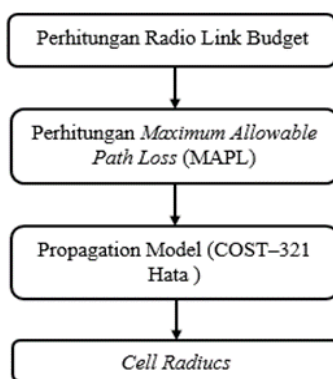 Perhitungan Radio Link Budget
Perhitungan Maximum Allowable
Path Loss (MAPL)
Propagation Model (COST–321
Hata )
Cell Radiucs